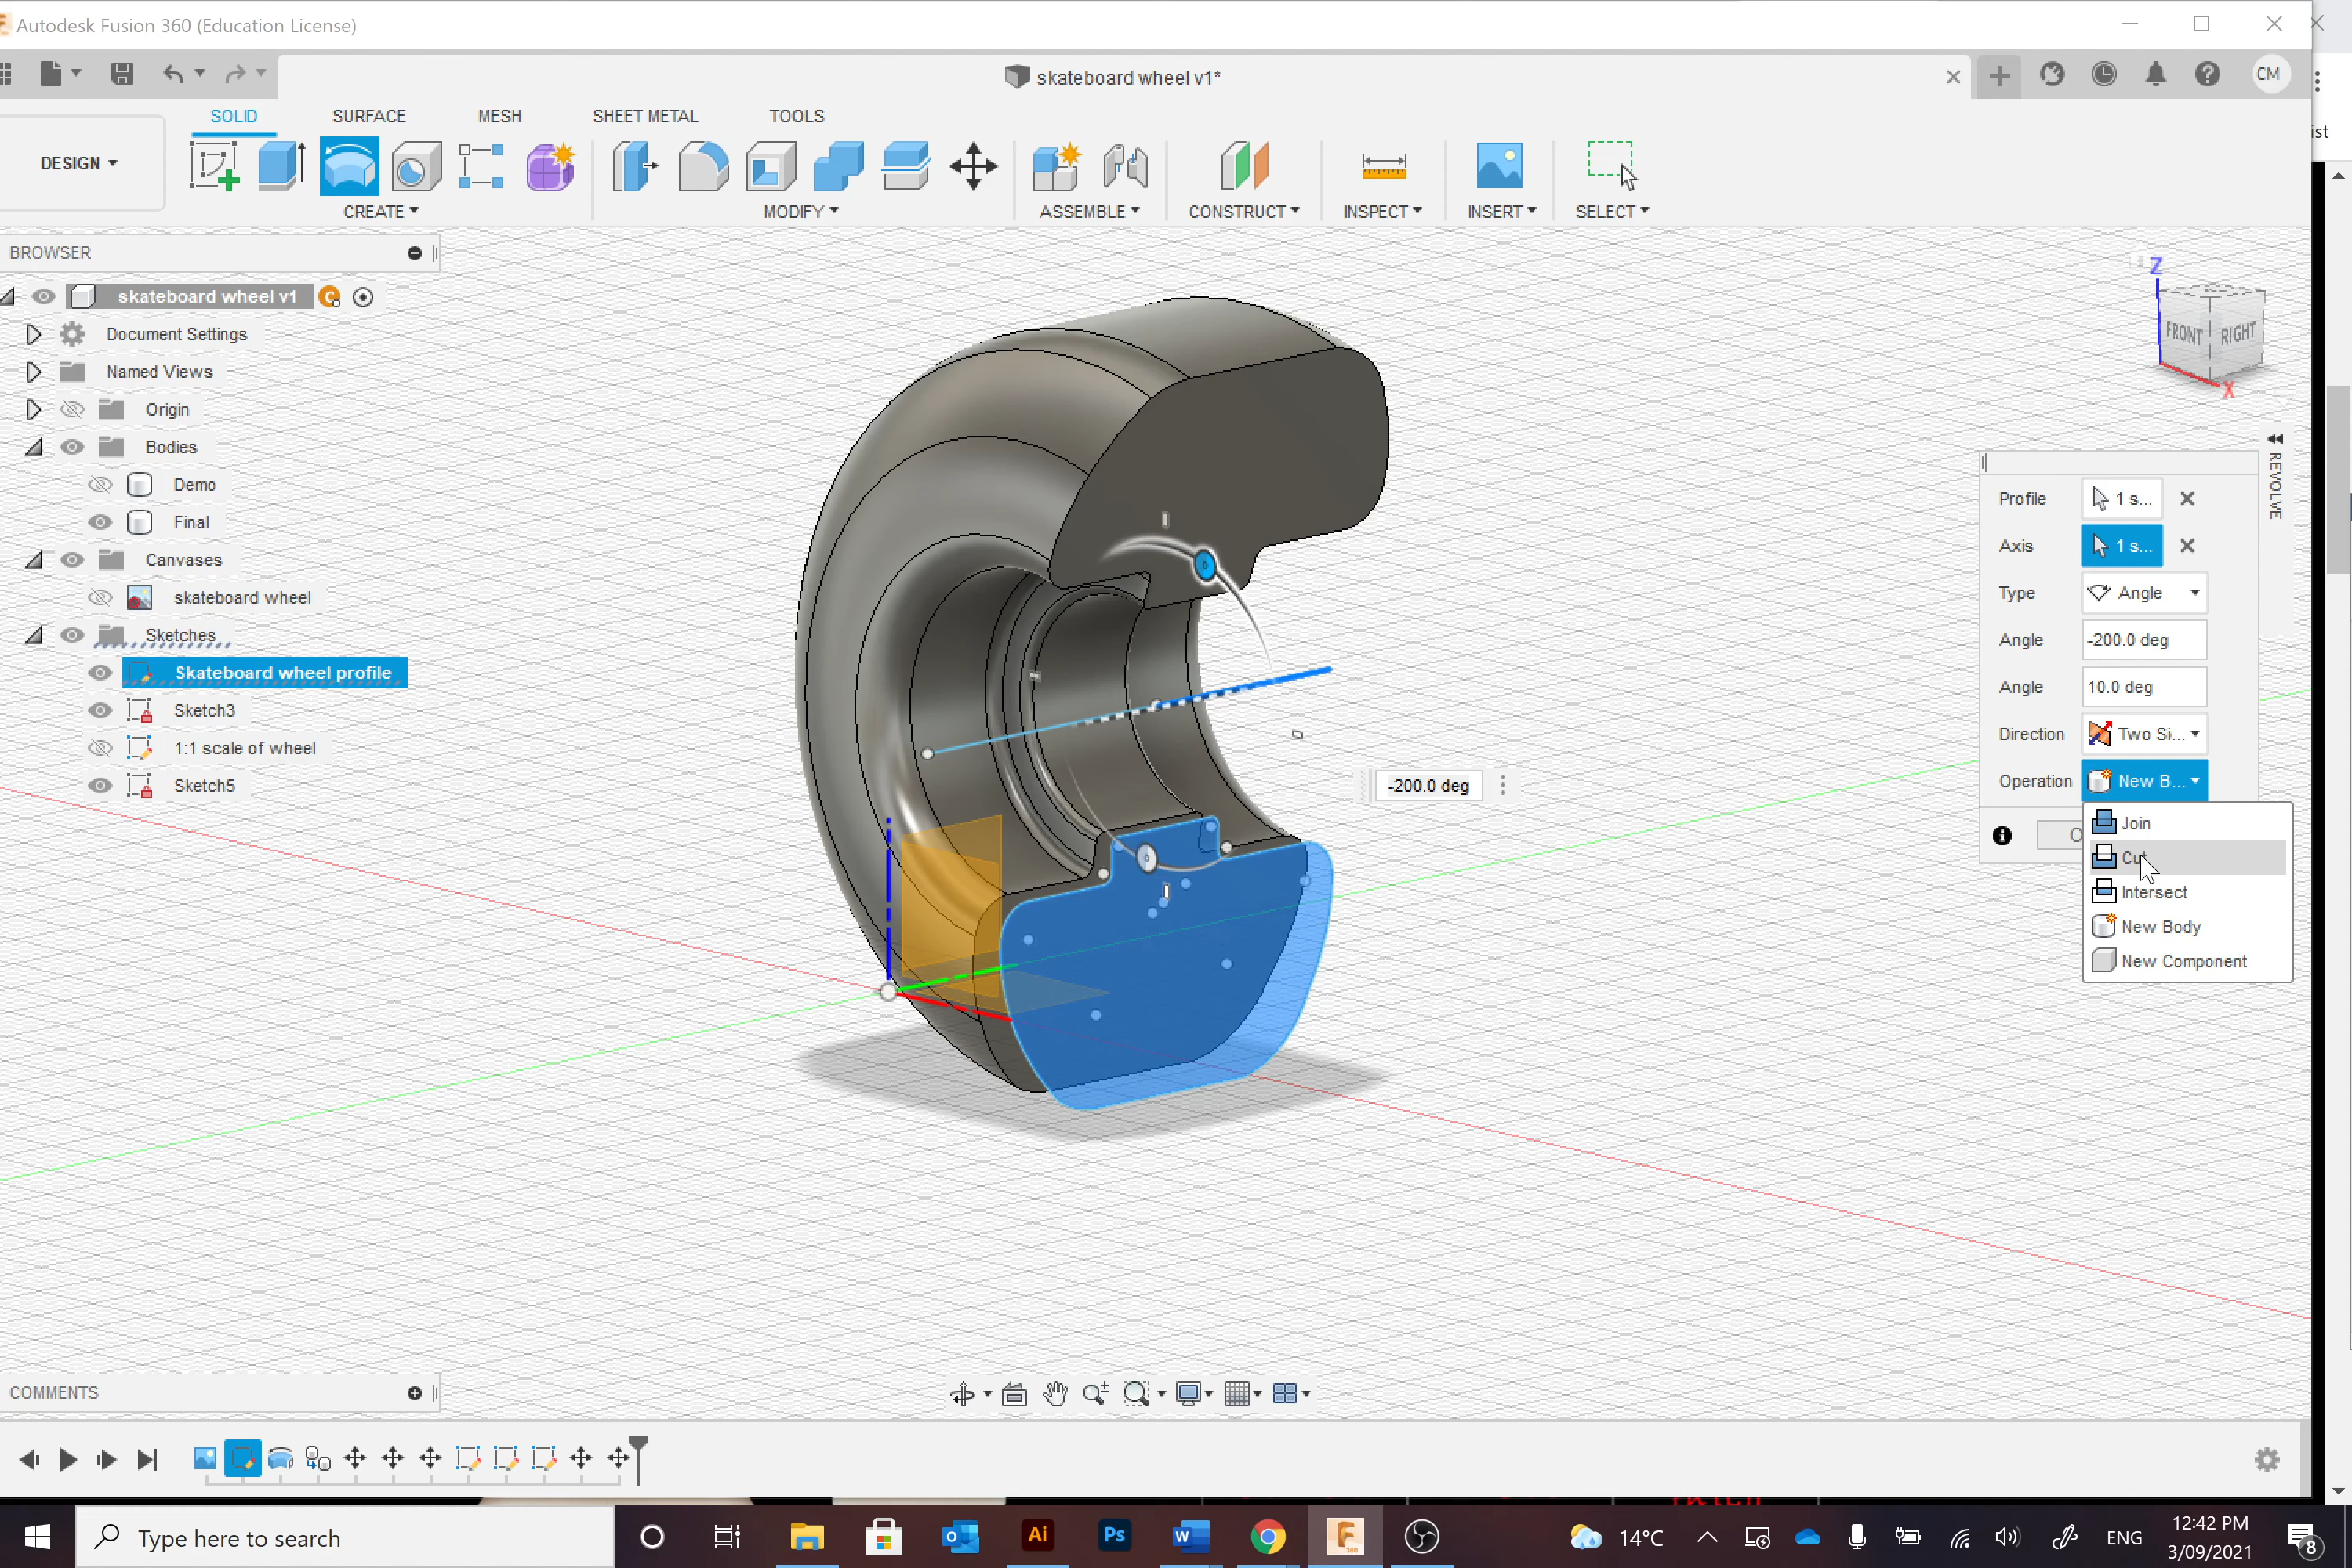 Autodesk Fusion 360 (Education License)
skateboard wheel v1*
CM
SOLID
SURFACE
MESH
SHEET METAL
TOOLS
DESIGN
CREATE
MODIFY
ASSEMBLE
CONSTRUCT
INSPECT
INSERT
SELECT
ist
BROWSER
skateboard wheel v1
Document Settings
Named Views
Origin
Bodies
Demo
Final
Canvases
skateboard wheel
Sketches
Skateboard wheel profile
Sketch3
1:1 scale of wheel
Sketch5
Z
FRONT
RIGHT
X
REVOLVE
Profile 1 s...
Axis 1 s...
Type Angle
Angle -200.0 deg
Angle 10.0 deg
Direction Two Si...
Operation New B...
Join
Cut
Intersect
New Body
New Component
-200.0 deg
COMMENTS
Type here to search
Ai
Ps
W
F
360
14°C
ENG
12:42 PM
3/09/2021
8